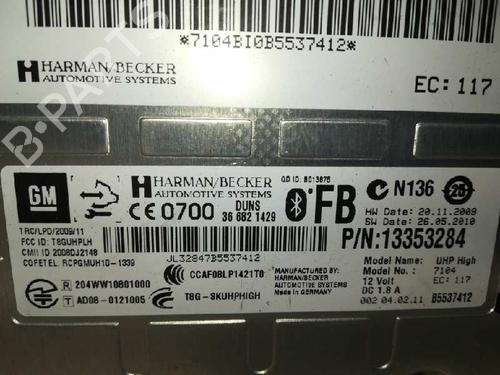 *7104BI0B5537412*
HARMAN/BECKER
AUTOMOTIVE SYSTEMS
EC: 117
B-PARTS
GM
HARMAN/BECKER
AUTOMOTIVE SYSTEMS
CE 0700
DUNS
36 682 1429
QD ID: B013675
FB
N136
25
HW Date: 20.11.2009
SW Date: 26.05.2010
TRC/LPD/2009/11
FCC ID: T8GUHPLH
CMII ID 2008DJ2148
COFETEL RCPGMUH10-1339
JL32847B5537412
P/N:13353284
R 204WW10801000
T AD08-0121005
CCAF08LP1421T0
T8G-SKUHPHIGH
Manufactured by:
HARMAN/BECKER
AUTOMOTIVE SYSTEMS
Made in GERMANY
Model Name: UHP High
Model No.: 7104
12 Volt EC: 117
DC 1.8 A
002 04.02.11 B5537412